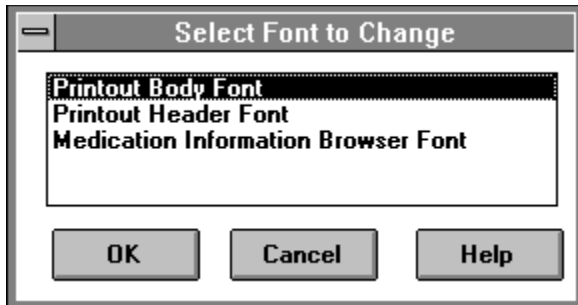 Select Font to Change
Printout Body Font
Printout Header Font
Medication Information Browser Font
OK Cancel Help